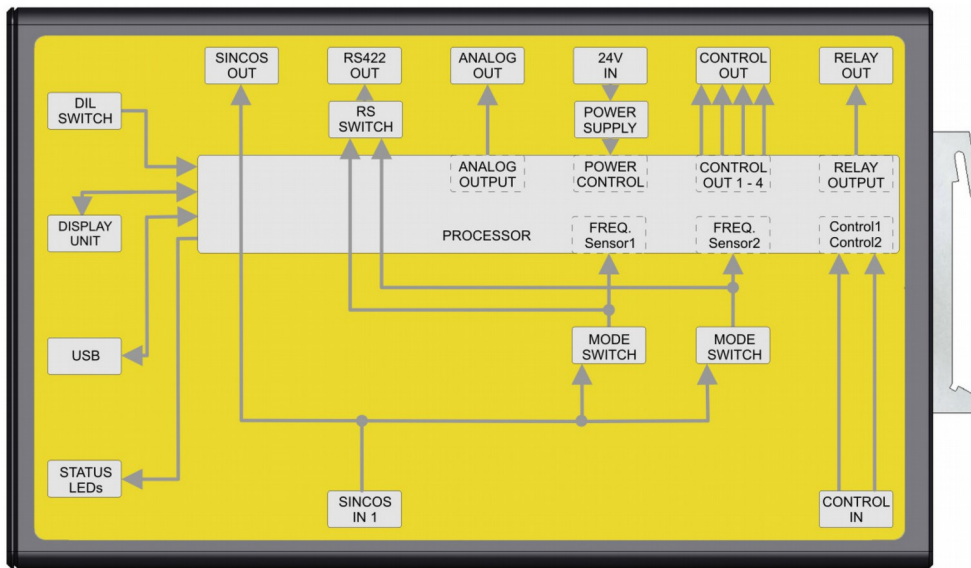 SINCOS
OUT
RS422
OUT
ANALOG
OUT
24V
IN
CONTROL
OUT
RELAY
OUT
DIL
SWITCH
RS
SWITCH
POWER
SUPPLY
ANALOG
OUTPUT
POWER
CONTROL
CONTROL
OUT 1 - 4
RELAY
OUTPUT
DISPLAY
UNIT
PROCESSOR
FREQ.
Sensor1
FREQ.
Sensor2
Control1
Control2
USB
MODE
SWITCH
MODE
SWITCH
STATUS
LEDs
SINCOS
IN 1
CONTROL
IN